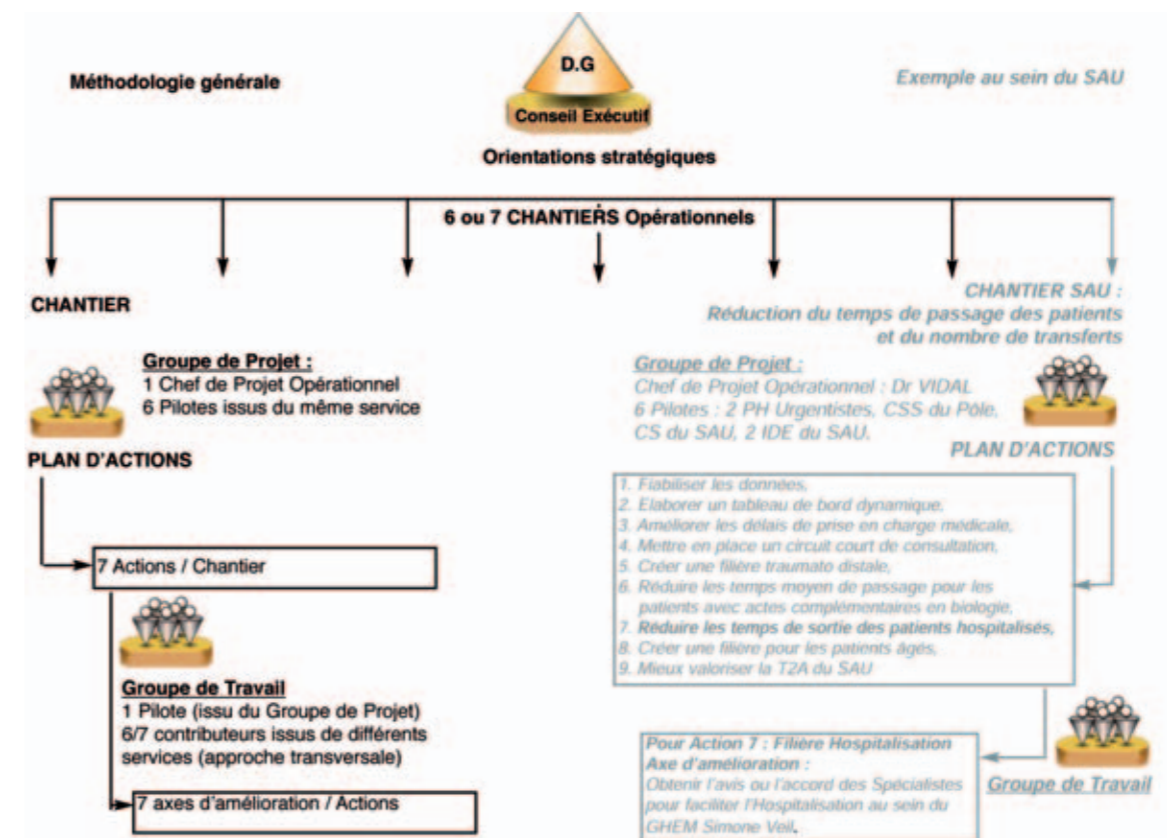 Méthodologie générale
D.G
Conseil Exécutif
Exemple au sein du SAU
Orientations stratégiques
6 ou 7 CHANTIERS Opérationnels
CHANTIER
Groupe de Projet :
1 Chef de Projet Opérationnel
6 Pilotes issus du même service
PLAN D'ACTIONS
7 Actions / Chantier
Groupe de Travail
1 Pilote (issu du Groupe de Projet)
6/7 contributeurs issus de différents
services (approche transversale)
7 axes d'amélioration / Actions
CHANTIER SAU :
Réduction du temps de passage des patients
et du nombre de transferts
Groupe de Projet :
Chef de Projet Opérationnel : Dr VIDAL
6 Pilotes : 2 PH Urgentistes, CSS du Pôle,
CS du SAU, 2 IDE du SAU.
PLAN D'ACTIONS
1. Fiabiliser les données,
2. Elaborer un tableau de bord dynamique,
3. Améliorer les délais de prise en charge médicale,
4. Mettre en place un circuit court de consultation,
5. Créer une filière traumato distale,
6. Réduire les temps moyen de passage pour les
patients avec actes complémentaires en biologie,
7. Réduire les temps de sortie des patients hospitalisés,
8. Créer une filière pour les patients âgés,
9. Mieux valoriser la T2A du SAU
Pour Action 7 : Filière Hospitalisation
Axe d'amélioration :
Obtenir l'avis ou l'accord des Spécialistes
pour faciliter l'Hospitalisation au sein du
GHEM Simone Veil.
Groupe de Travail